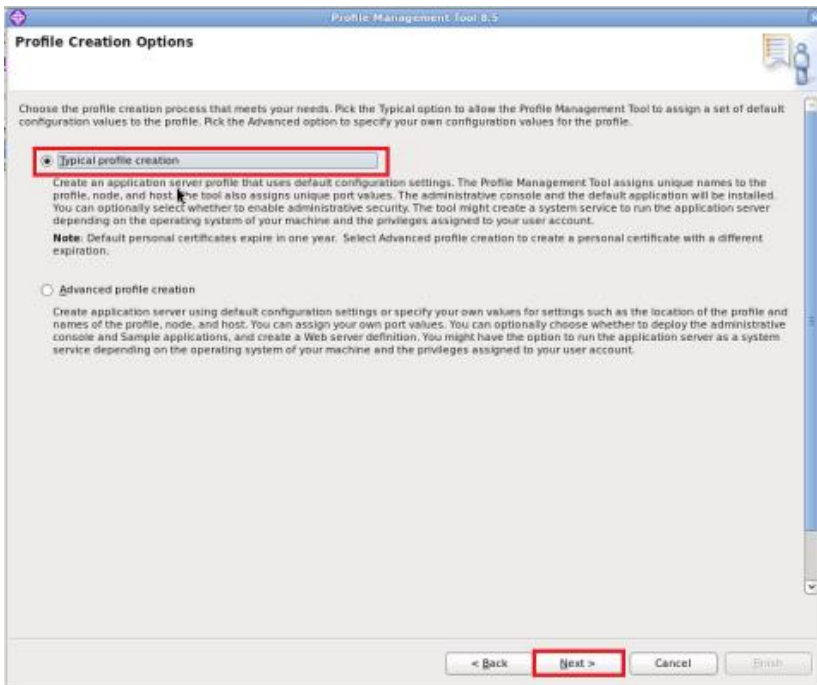 Profile Management Tool 8.5
Profile Creation Options
Choose the profile creation process that meets your needs. Pick the Typical option to allow the Profile Management Tool to assign a set of default
configuration values to the profile. Pick the Advanced option to specify your own configuration values for the profile.
Typical profile creation
Create an application server profile that uses default configuration settings. The Profile Management Tool assigns unique names to the
profile, node, and host. The tool also assigns unique port values. The administrative console and the default application will be installed.
You can optionally select whether to enable administrative security. The tool might create a system service to run the application server
depending on the operating system of your machine and the privileges assigned to your user account.
Note: Default personal certificates expire in one year. Select Advanced profile creation to create a personal certificate with a different
expiration.
Advanced profile creation
Create application server using default configuration settings or specify your own values for settings such as the location of the profile and
names of the profile, node, and host. You can assign your own port values. You can optionally choose whether to deploy the administrative
console and Sample applications, and create a Web server definition. You might have the option to run the application server as a system
service depending on the operating system of your machine and the privileges assigned to your user account.
< Back Next > Cancel Finish